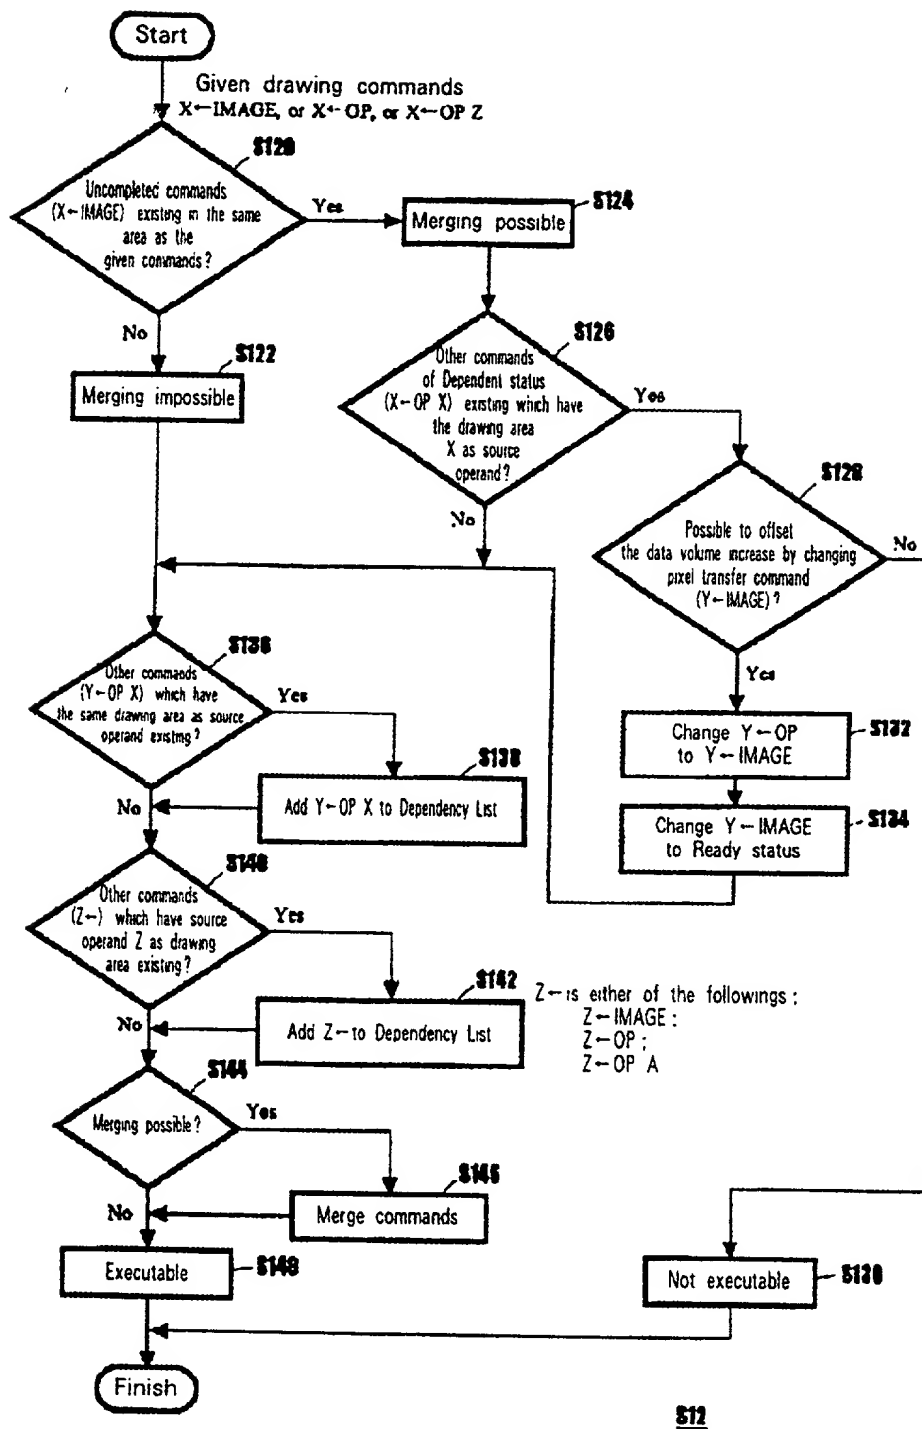 Start
Given drawing commands
X←IMAGE, or X←OP, or X←OP Z
S120
Uncompleted commands
(X←IMAGE) existing in the same
area as the
given commands?
Yes
S124
Merging possible
No
S122
Merging impossible
S126
Other commands
of Dependent status
(X←OP X) existing which have
the drawing area
X as source
operand?
Yes
No
S128
Possible to offset
the data volume increase by changing
pixel transfer command
(Y←IMAGE)?
No
Yes
S136
Other commands
(Y←OP X) which have
the same drawing area as source
operand existing?
Yes
S132
Change Y←OP
to Y←IMAGE
S138
Add Y←OP X to Dependency List
No
S134
Change Y←IMAGE
to Ready status
S140
Other commands
(Z←) which have source
operand Z as drawing
area existing?
Yes
S142
Add Z←to Dependency List
No
Z←is either of the followings:
Z←IMAGE:
Z←OP;
Z←OP A
S144
Merging possible?
Yes
S146
Merge commands
No
Executable
S148
Not executable
S130
Finish
S12